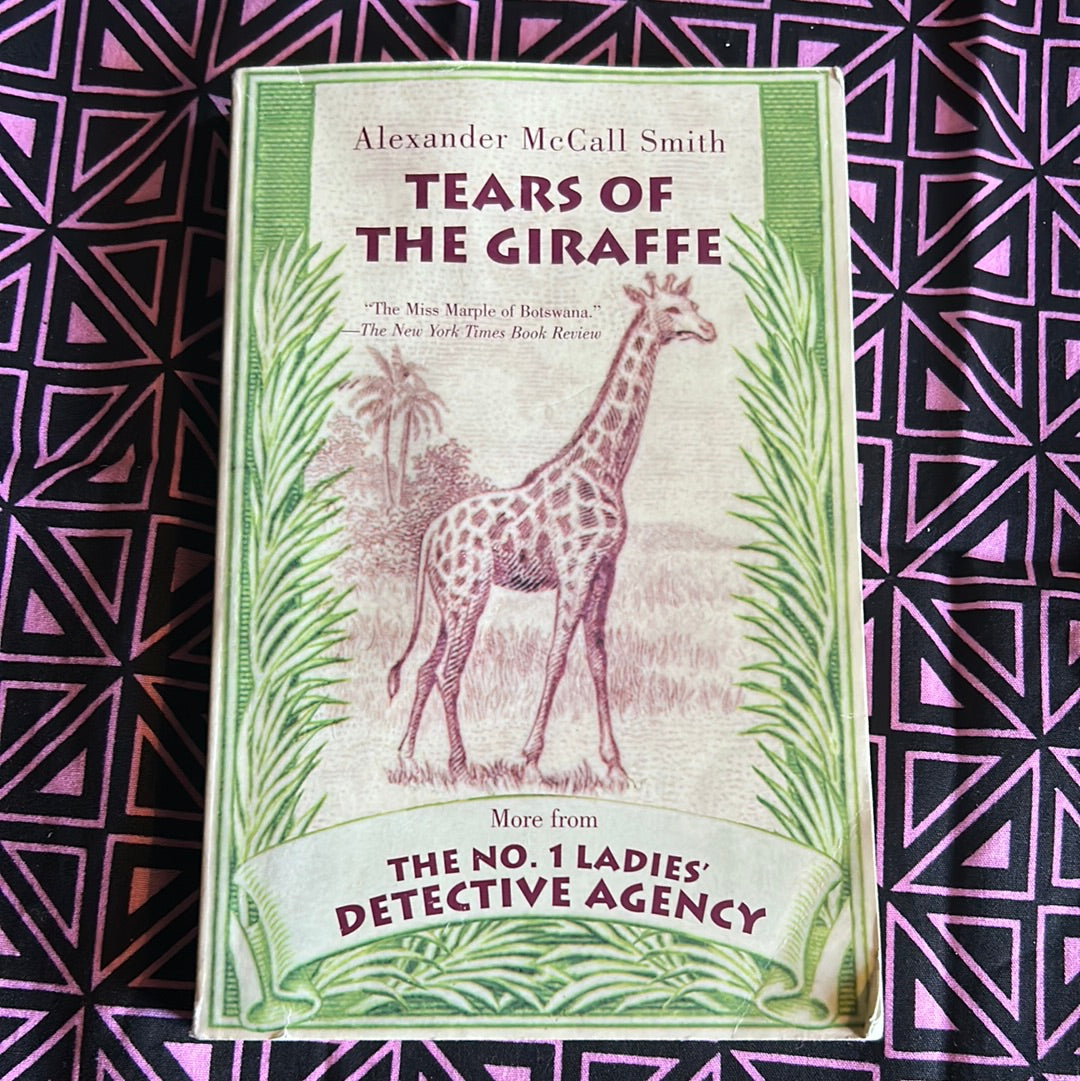 Alexander McCall Smith
TEARS OF
THE GIRAFFE
“The Miss Marple of Botswana.”
—The New York Times Book Review
More from
THE NO. 1 LADIES’
DETECTIVE AGENCY